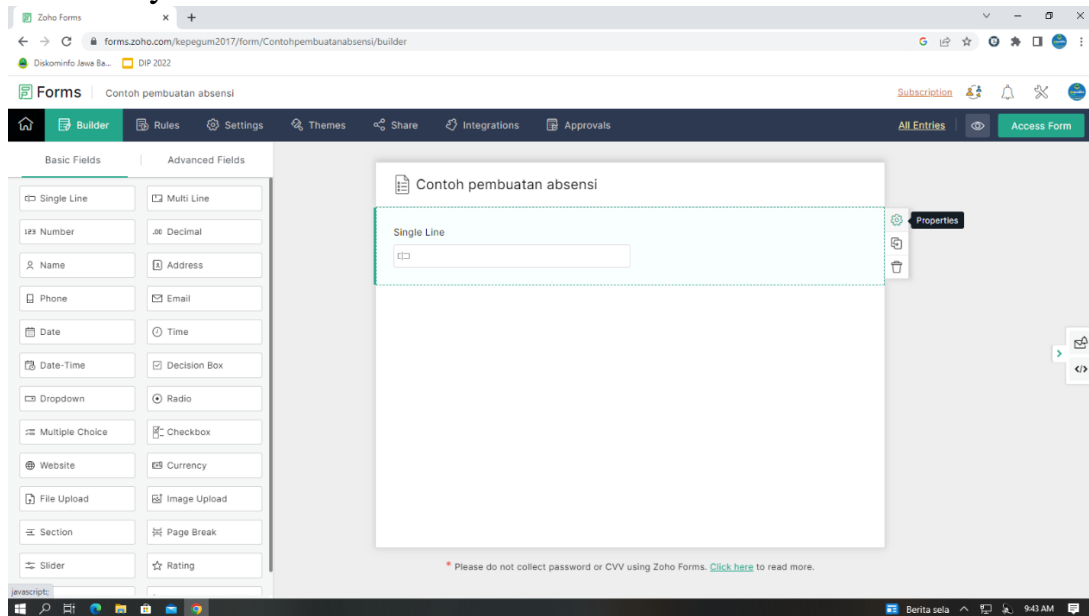 Zoho Forms
forms.zoho.com/kepegum2017/form/Contohpembuatanabsensi/builder
Diskominfo Jawa Ba...
DIP 2022
Forms
Contoh pembuatan absensi
Subscription
Builder
Rules
Settings
Themes
Share
Integrations
Approvals
All Entries
Access Form
Basic Fields
Advanced Fields
Single Line
Multi Line
Number
Decimal
Name
Address
Phone
Email
Date
Time
Date-Time
Decision Box
Dropdown
Radio
Multiple Choice
Checkbox
Website
Currency
File Upload
Image Upload
Section
Page Break
Slider
Rating
Contoh pembuatan absensi
Single Line
Properties
* Please do not collect password or CVV using Zoho Forms. Click here to read more.
javascript:;
Berita sela
9:43 AM